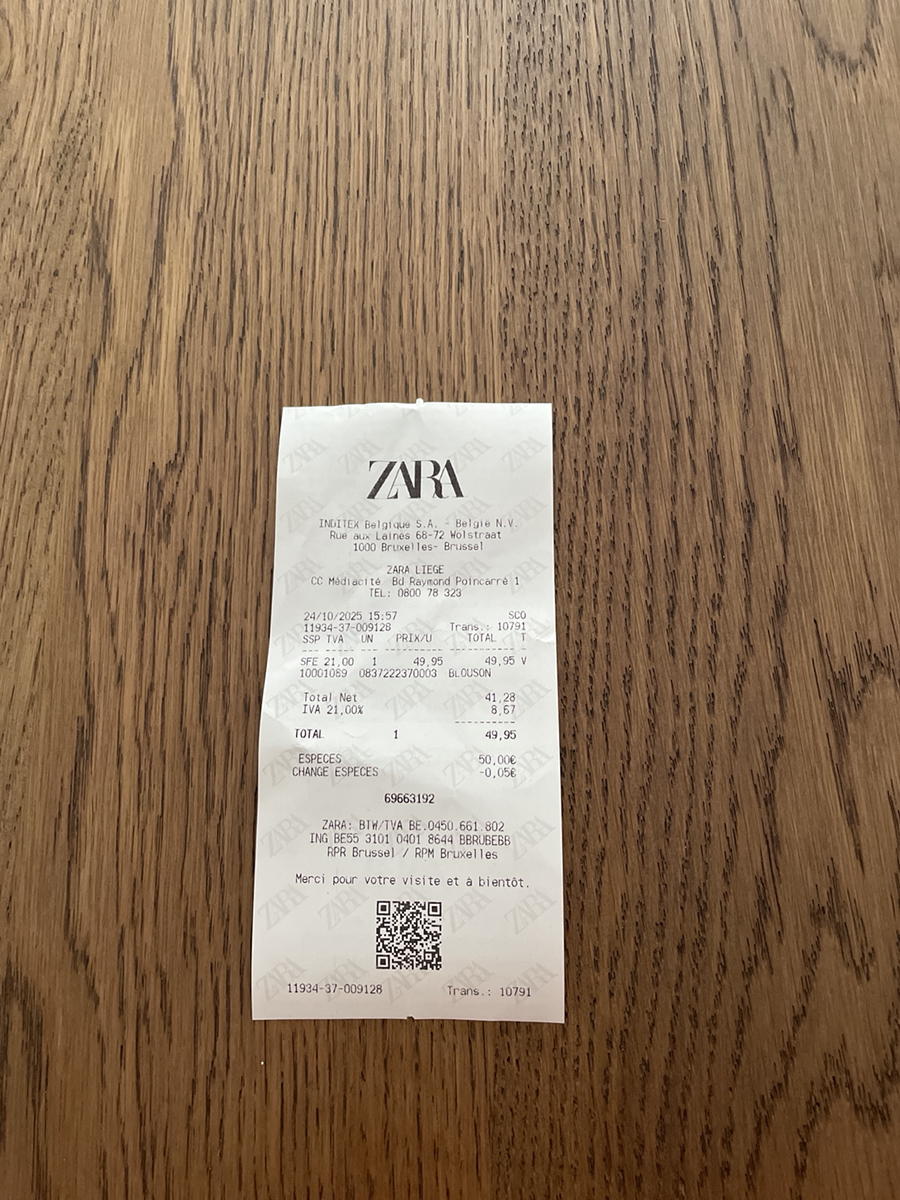 ZARA
INDITEX Belgique S.A. - België N.V.
Rue aux Laines 68-72 Wolstraat
1000 Bruxelles- Brussel
ZARA LIEGE
CC Médiacité Bd Raymond Poincarré 1
TEL: 0800 78 323
24/10/2025 15:57 SCO
11934-37-009128 Trans.: 10791
SSP TVA UN PRIX/U TOTAL T
SFE 21,00 1 49,95 49,95 V
10001089 0837222370003 BLOUSON
Total Net 41,28
IVA 21,00% 8,67
TOTAL 1 49,95
ESPECES 50,00€
CHANGE ESPECES -0,05€
69663192
ZARA: BTW/TVA BE.0450.661.802
ING BE55 3101 0401 8644 BBRUBEBB
RPR Brussel / RPM Bruxelles
Merci pour votre visite et à bientôt.
11934-37-009128 Trans.: 10791